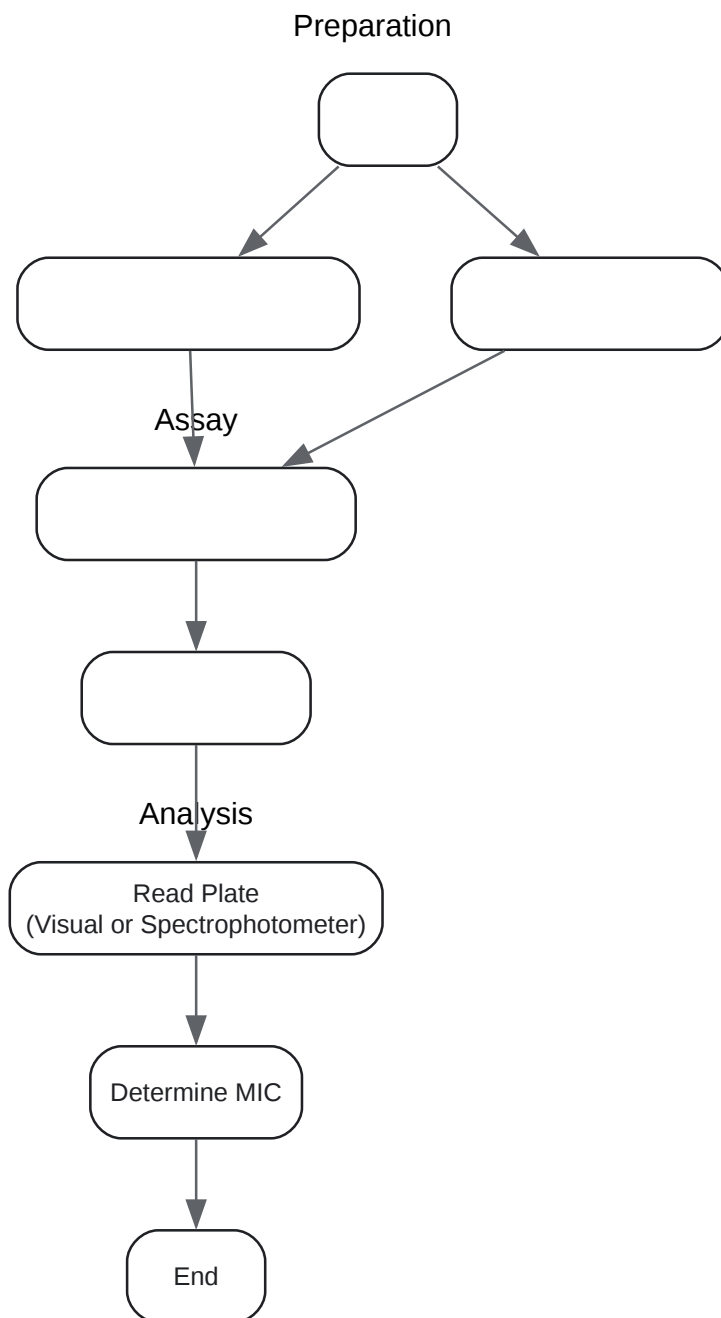 Preparation
Assay
Analysis
Read Plate
(Visual or Spectrophotometer)
Determine MIC
End